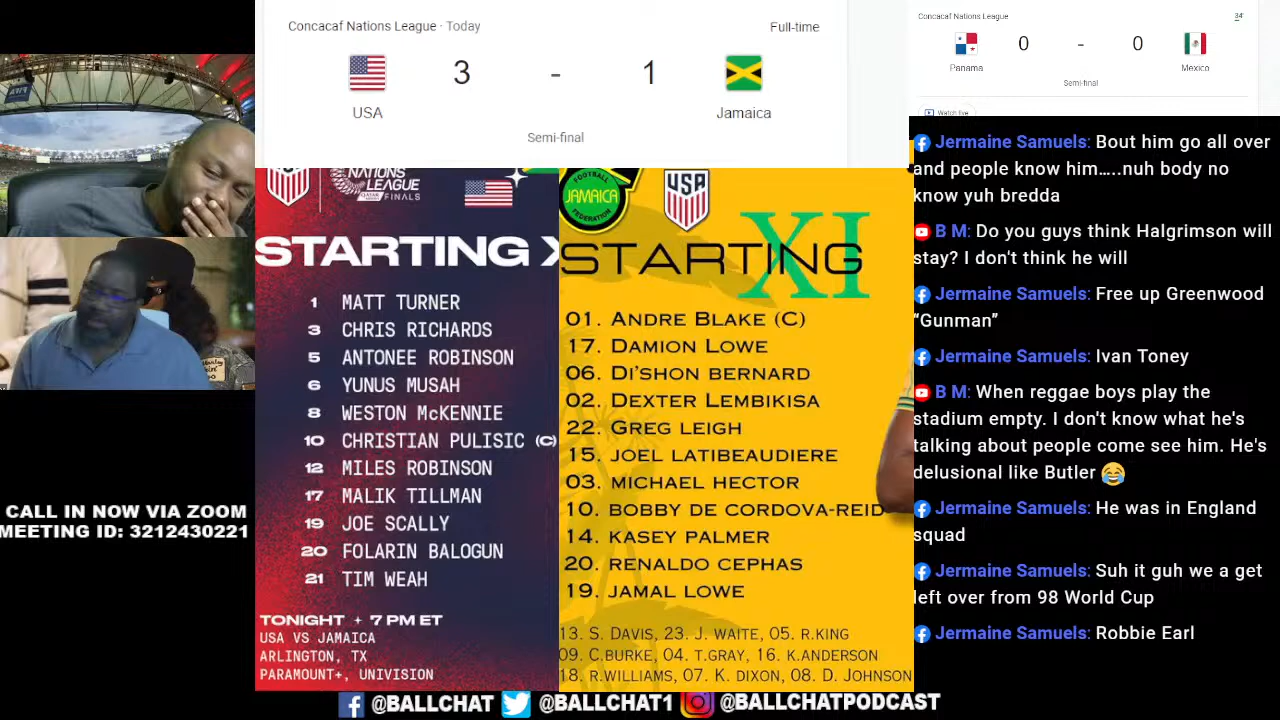 Concacaf Nations League · Today
Full-time
USA
3 - 1
Jamaica
Semi-final
Concacaf Nations League
34'
Panama
0 - 0
Mexico
Semi-final
Watch live
NATIONS
LEAGUE
FINALS
STARTING X
1 MATT TURNER
3 CHRIS RICHARDS
5 ANTONEE ROBINSON
6 YUNUS MUSAH
8 WESTON McKENNIE
10 CHRISTIAN PULISIC (C)
12 MILES ROBINSON
17 MALIK TILLMAN
19 JOE SCALLY
20 FOLARIN BALOGUN
21 TIM WEAH
TONIGHT + 7 PM ET
USA VS JAMAICA
ARLINGTON, TX
PARAMOUNT+, UNIVISION
FOOTBALL
JAMAICA
FEDERATION
USA
STARTING XI
01. ANDRE BLAKE (C)
17. DAMION LOWE
06. DI'SHON BERNARD
02. DEXTER LEMBIKISA
22. GREG LEIGH
15. JOEL LATIBEAUDIERE
03. MICHAEL HECTOR
10. BOBBY DE CORDOVA-REID
14. KASEY PALMER
20. RENALDO CEPHAS
19. JAMAL LOWE
13. S. DAVIS, 23. J. WAITE, 05. R.KING
09. C.BURKE, 04. T.GRAY, 16. K.ANDERSON
18. R.WILLIAMS, 07. K. DIXON, 08. D. JOHNSON
Jermaine Samuels: Bout him go all over
and people know him…..nuh body no
know yuh bredda
B M: Do you guys think Halgrimson will
stay? I don't think he will
Jermaine Samuels: Free up Greenwood
“Gunman”
Jermaine Samuels: Ivan Toney
B M: When reggae boys play the
stadium empty. I don't know what he's
talking about people come see him. He's
delusional like Butler 😂
Jermaine Samuels: He was in England
squad
Jermaine Samuels: Suh it guh we a get
left over from 98 World Cup
Jermaine Samuels: Robbie Earl
CALL IN NOW VIA ZOOM
MEETING ID: 3212430221
@BALLCHAT @BALLCHAT1 @BALLCHATPODCAST